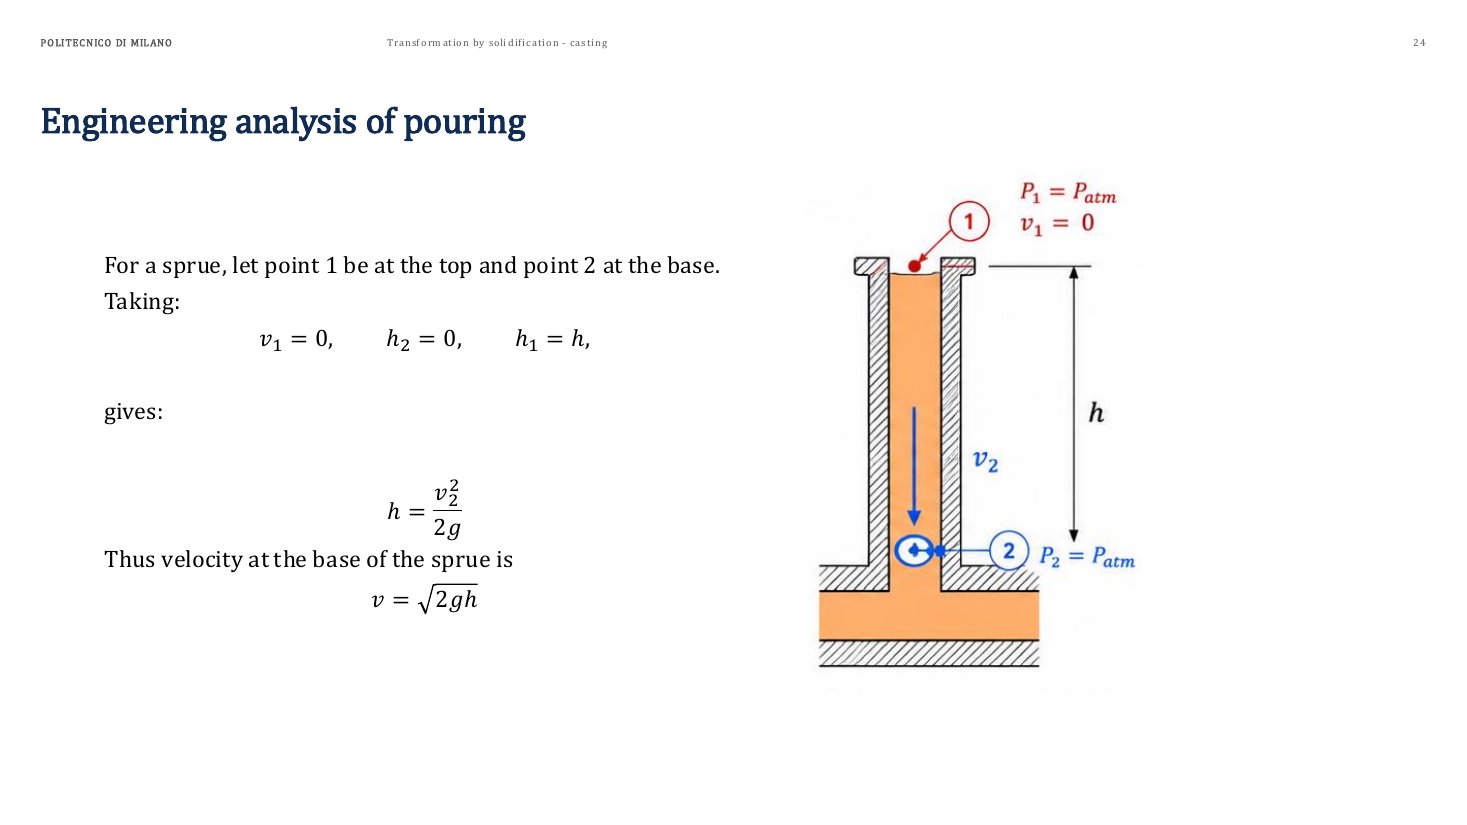 POLITECNICO DI MILANO
Transformation by solidification - casting
24
Engineering analysis of pouring
For a sprue, let point 1 be at the top and point 2 at the base.
Taking:
v₁ = 0, h₂ = 0, h₁ = h,
gives:
h = v₂²/2g
Thus velocity at the base of the sprue is
v = √2gh
P₁ = Pₐₜₘ
v₁ = 0
1
h
v₂
2
P₂ = Pₐₜₘ